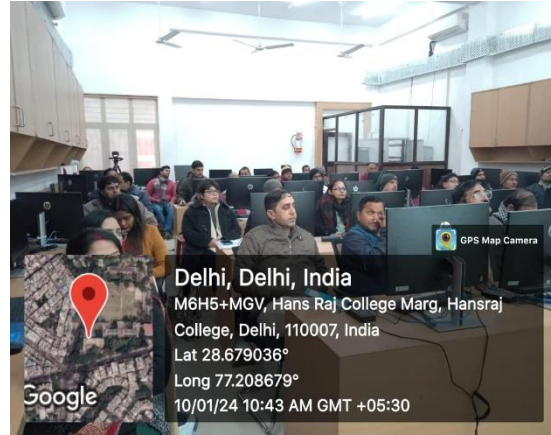 GPS Map Camera
Delhi, Delhi, India
M6H5+MGV, Hans Raj College Marg, Hansraj
College, Delhi, 110007, India
Lat 28.679036°
Long 77.208679°
10/01/24 10:43 AM GMT +05:30
Google
hp